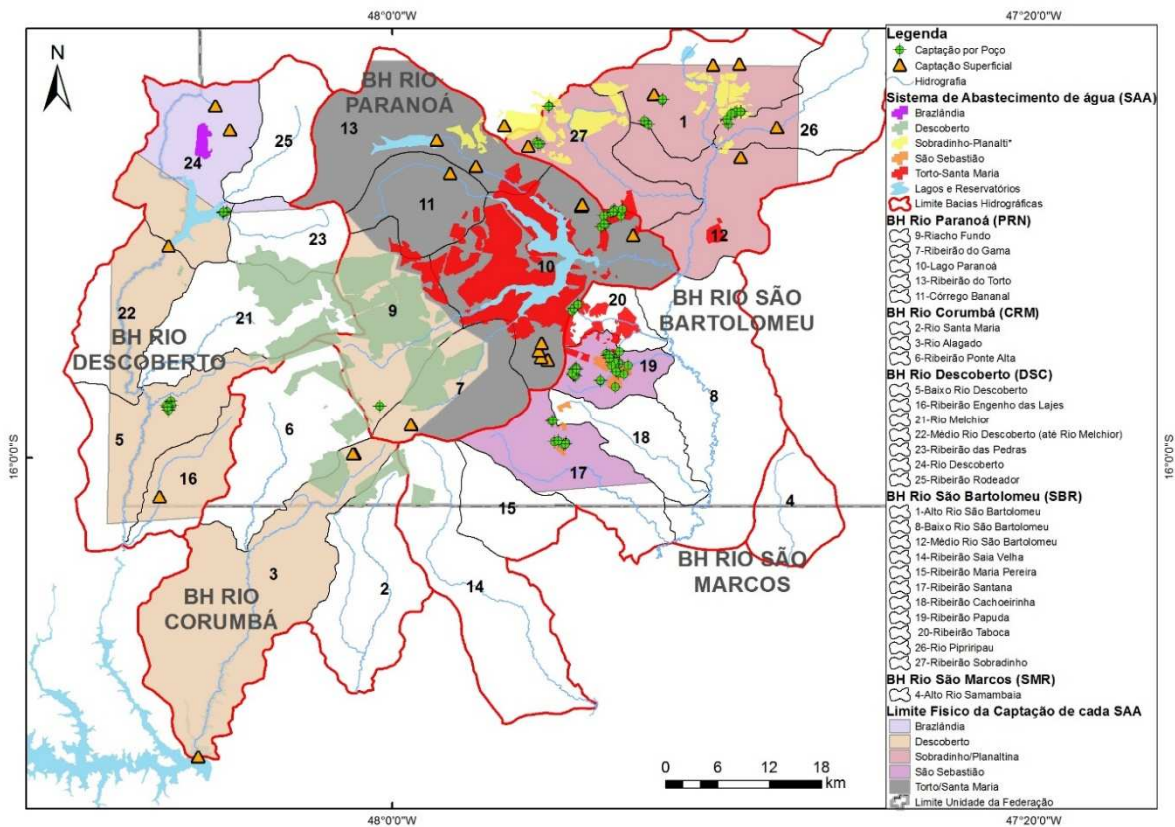 48°0'0"W
47°20'0"W
N
BH RIO
PARANOÁ
13
27
1
26
25
24
11
23
12
10
20
BH RIO SÃO
BARTOLOMEU
22
BH RIO
DESCOBERTO
21
9
7
19
8
5
6
18
16°0'0"S
16°0'0"S
16
17
15
4
BH RIO SÃO
MARCOS
3
2
14
BH RIO
CORUMBÁ
0 3 6 12 18
km
48°0'0"W
47°20'0"W
Legenda
Captação por Poço
Captação Superficial
Hidrografia
Sistema de Abastecimento de água (SAA)
Brazlândia
Descoberto
Sobradinho-Planalti*
São Sebastião
Torto-Santa Maria
Lagos e Reservatórios
Limite Bacias Hidrográficas
BH Rio Paranoá (PRN)
9-Riacho Fundo
7-Ribeirão do Gama
10-Lago Paranoá
13-Ribeirão do Torto
11-Córrego Bananal
BH Rio Corumbá (CRM)
2-Rio Santa Maria
3-Rio Alagado
6-Ribeirão Ponte Alta
BH Rio Descoberto (DSC)
5-Baixo Rio Descoberto
16-Ribeirão Engenho das Lajes
21-Rio Melchior
22-Médio Rio Descoberto (até Rio Melchior)
23-Ribeirão das Pedras
24-Rio Descoberto
25-Ribeirão Rodeador
BH Rio São Bartolomeu (SBR)
1-Alto Rio São Bartolomeu
8-Baixo Rio São Bartolomeu
12-Médio Rio São Bartolomeu
14-Ribeirão Saia Velha
15-Ribeirão Maria Pereira
17-Ribeirão Santana
18-Ribeirão Cachoeirinha
19-Ribeirão Papuda
20-Ribeirão Taboca
26-Rio Pipriripau
27-Ribeirão Sobradinho
BH Rio São Marcos (SMR)
4-Alto Rio Samambaia
Limite Fisico da Captação de cada SAA
Brazlândia
Descoberto
Sobradinho/Planaltina
São Sebastião
Torto/Santa Maria
Limite Unidade da Federação